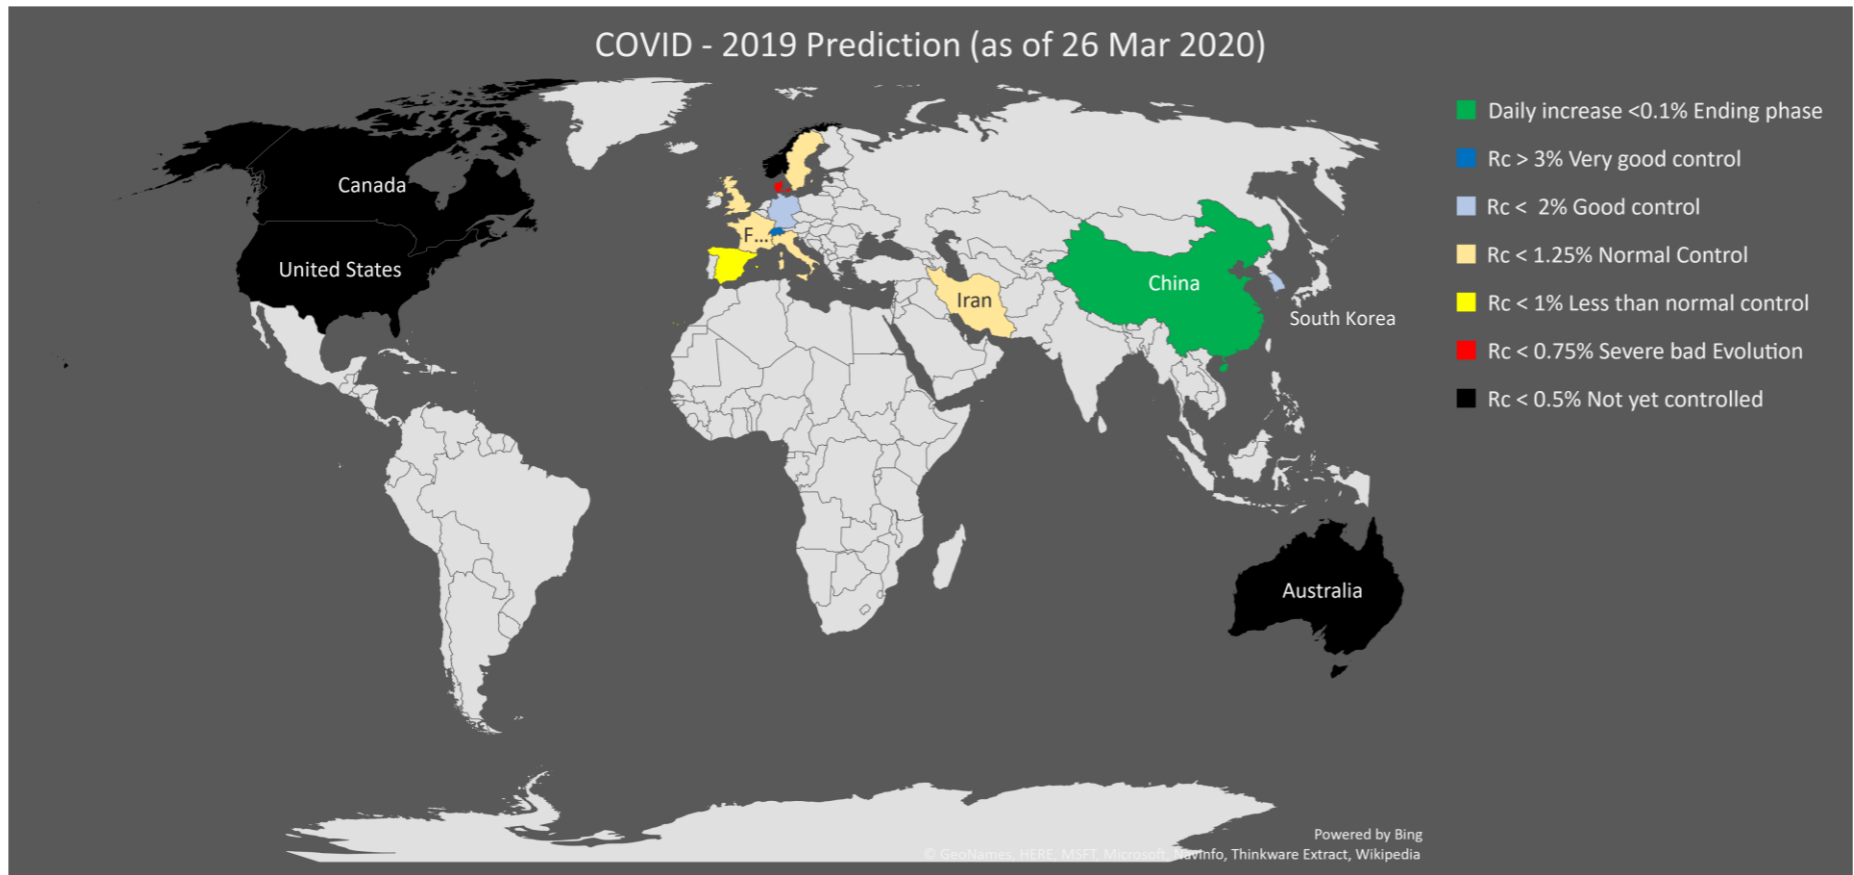 COVID - 2019 Prediction (as of 26 Mar 2020)
Daily increase <0.1% Ending phase
Rc > 3% Very good control
Rc <  2% Good control
Rc < 1.25% Normal Control
Rc < 1% Less than normal control
Rc < 0.75% Severe bad Evolution
Rc < 0.5% Not yet controlled
Canada
United States
F...
Iran
China
South Korea
Australia
Powered by Bing
© GeoNames, HERE, MSFT, Microsoft, NavInfo, Thinkware Extract, Wikipedia